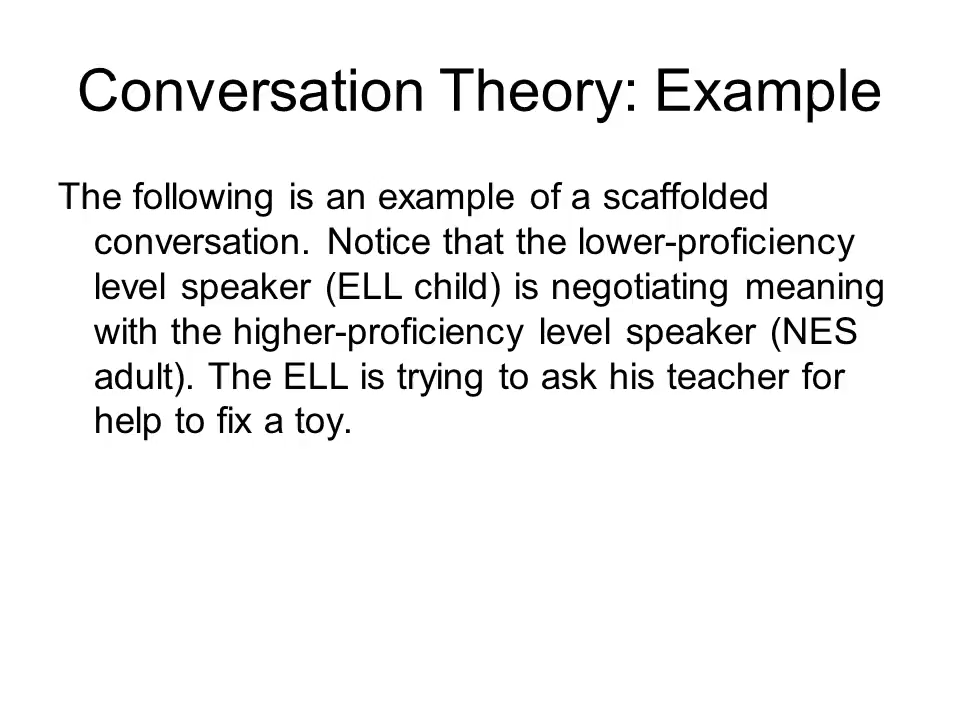 Conversation Theory: Example
The following is an example of a scaffolded
conversation. Notice that the lower-proficiency
level speaker (ELL child) is negotiating meaning
with the higher-proficiency level speaker (NES
adult). The ELL is trying to ask his teacher for
help to fix a toy.